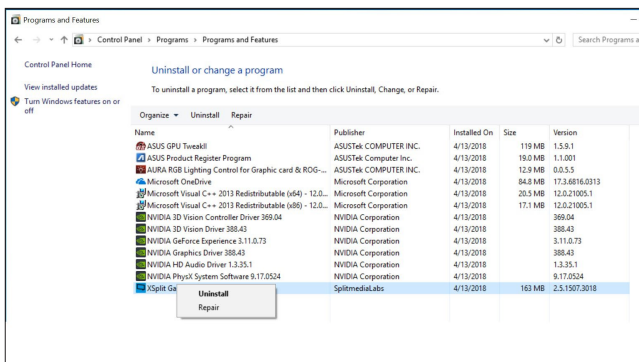 Programs and Features
Control Panel > Programs > Programs and Features
Search Programs a
Control Panel Home
View installed updates
Turn Windows features on or
off
Uninstall or change a program
To uninstall a program, select it from the list and then click Uninstall, Change, or Repair.
Organize Uninstall Repair
Name Publisher Installed On Size Version
ASUS GPU TweakII ASUSTek COMPUTER INC. 4/13/2018 119 MB 1.5.9.1
ASUS Product Register Program ASUSTek Computer Inc. 4/13/2018 19.0 MB 1.1.001
AURA RGB Lighting Control for Graphic card & ROG-... ASUSTek COMPUTER INC. 4/13/2018 12.9 MB 0.0.5.5
Microsoft OneDrive Microsoft Corporation 4/13/2018 84.8 MB 17.3.6816.0313
Microsoft Visual C++ 2013 Redistributable (x64) - 12.0... Microsoft Corporation 4/13/2018 20.5 MB 12.0.21005.1
Microsoft Visual C++ 2013 Redistributable (x86) - 12.0... Microsoft Corporation 4/13/2018 17.1 MB 12.0.21005.1
NVIDIA 3D Vision Controller Driver 369.04 NVIDIA Corporation 4/13/2018 369.04
NVIDIA 3D Vision Driver 388.43 NVIDIA Corporation 4/13/2018 388.43
NVIDIA GeForce Experience 3.11.0.73 NVIDIA Corporation 4/13/2018 3.11.0.73
NVIDIA Graphics Driver 388.43 NVIDIA Corporation 4/13/2018 388.43
NVIDIA HD Audio Driver 1.3.35.1 NVIDIA Corporation 4/13/2018 1.3.35.1
NVIDIA PhysX System Software 9.17.0524 NVIDIA Corporation 4/13/2018 9.17.0524
XSplit Ga SplitmediaLabs 4/13/2018 163 MB 2.5.1507.3018
Uninstall
Repair